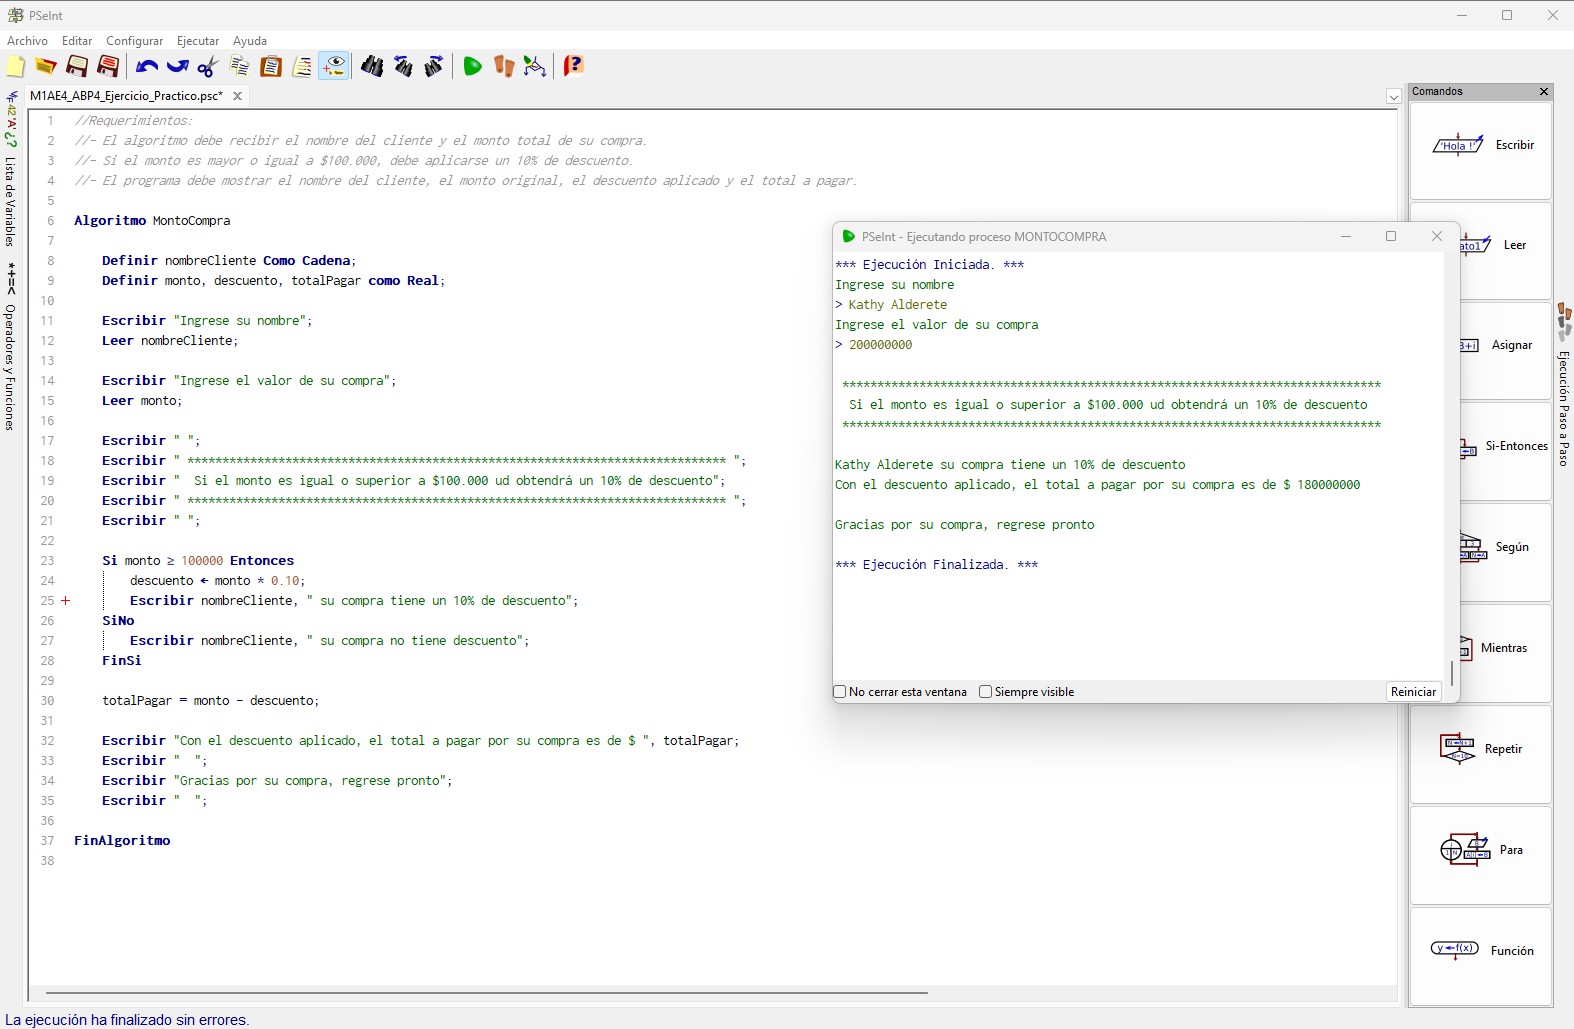 PSeInt
Archivo Editar Configurar Ejecutar Ayuda
M1AE4_ABP4_Ejercicio_Practico.psc*
Lista de Variables
*+=<
Operadores y Funciones
1 //Requerimientos:
2 //- El algoritmo debe recibir el nombre del cliente y el monto total de su compra.
3 //- Si el monto es mayor o igual a $100.000, debe aplicarse un 10% de descuento.
4 //- El programa debe mostrar el nombre del cliente, el monto original, el descuento aplicado y el total a pagar.
5
6 Algoritmo MontoCompra
7
8 Definir nombreCliente Como Cadena;
9 Definir monto, descuento, totalPagar como Real;
10
11 Escribir "Ingrese su nombre";
12 Leer nombreCliente;
13
14 Escribir "Ingrese el valor de su compra";
15 Leer monto;
16
17 Escribir " ";
18 Escribir " ***************************************************************************** ";
19 Escribir "  Si el monto es igual o superior a $100.000 ud obtendrá un 10% de descuento";
20 Escribir " ***************************************************************************** ";
21 Escribir " ";
22
23 Si monto ≥ 100000 Entonces
24 descuento ← monto * 0.10;
25 + Escribir nombreCliente, " su compra tiene un 10% de descuento";
26 SiNo
27 Escribir nombreCliente, " su compra no tiene descuento";
28 FinSi
29
30 totalPagar = monto - descuento;
31
32 Escribir "Con el descuento aplicado, el total a pagar por su compra es de $ ", totalPagar;
33 Escribir "  ";
34 Escribir "Gracias por su compra, regrese pronto";
35 Escribir "  ";
36
37 FinAlgoritmo
38
PSeInt - Ejecutando proceso MONTOCOMPRA
*** Ejecución Iniciada. ***
Ingrese su nombre
> Kathy Alderete
Ingrese el valor de su compra
> 200000000
*****************************************************************************
Si el monto es igual o superior a $100.000 ud obtendrá un 10% de descuento
*****************************************************************************
Kathy Alderete su compra tiene un 10% de descuento
Con el descuento aplicado, el total a pagar por su compra es de $ 180000000
Gracias por su compra, regrese pronto
*** Ejecución Finalizada. ***
No cerrar esta ventana Siempre visible Reiniciar
Comandos
'Hola !' Escribir
Leer
Asignar
Si-Entonces
Según
Mientras
Repetir
Para
y←f(x) Función
Ejecución Paso a Paso
La ejecución ha finalizado sin errores.